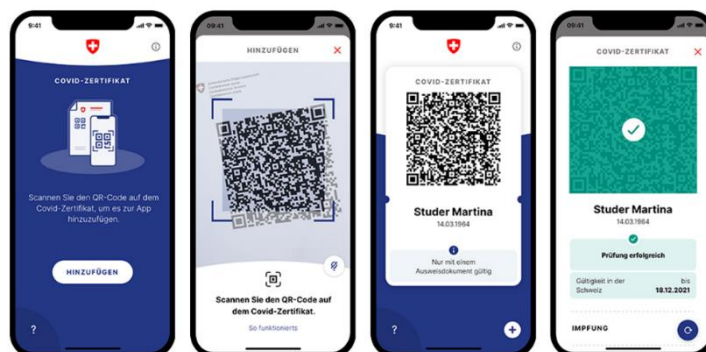 9:41
COVID-ZERTIFIKAT
Scannen Sie den QR-Code auf dem
Covid-Zertifikat, um es zur App
hinzuzufügen.
HINZUFÜGEN
?
09:41
HINZUFÜGEN
Scannen Sie den QR-Code auf
dem Covid-Zertifikat.
So funktionierts
9:41
COVID-ZERTIFIKAT
Studer Martina
14.03.1964
Nur mit einem
Ausweisdokument gültig
?
09:41
COVID-ZERTIFIKAT
Studer Martina
14.03.1964
Prüfung erfolgreich
Gültigkeit in der
Schweiz
bis
18.12.2021
IMPFUNG